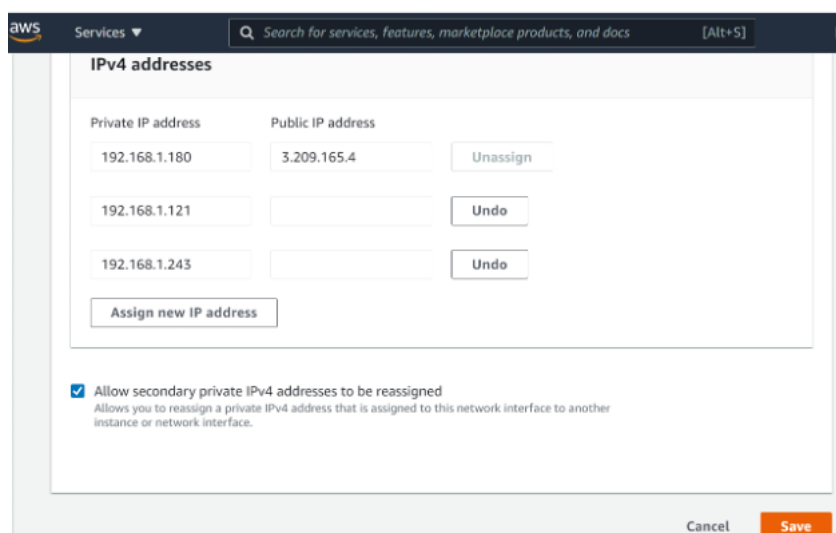 aws Services ▼ Search for services, features, marketplace products, and docs [Alt+S]
IPv4 addresses
Private IP address Public IP address
192.168.1.180 3.209.165.4 Unassign
192.168.1.121 Undo
192.168.1.243 Undo
Assign new IP address
Allow secondary private IPv4 addresses to be reassigned
Allows you to reassign a private IPv4 address that is assigned to this network interface to another
instance or network interface.
Cancel Save